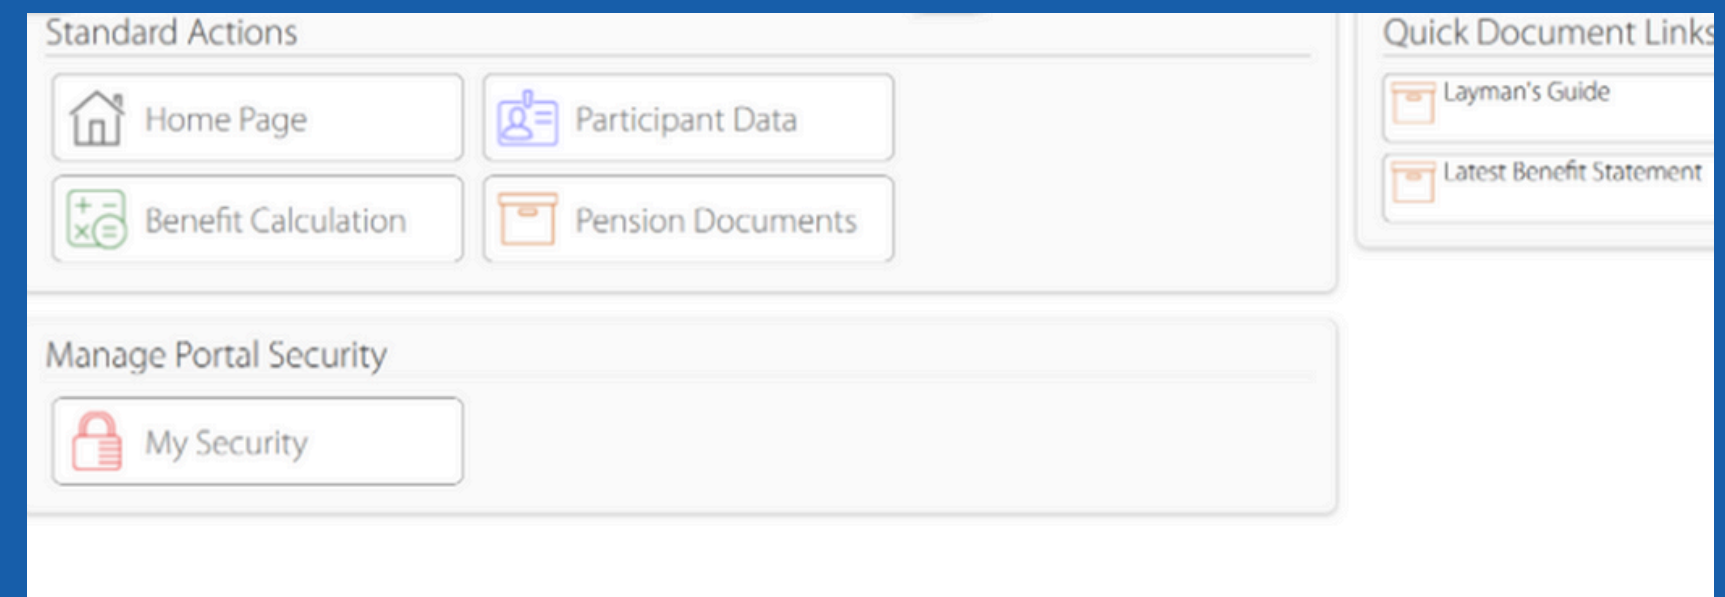 Standard Actions
Home Page
Participant Data
Benefit Calculation
Pension Documents
Manage Portal Security
My Security
Quick Document Links
Layman's Guide
Latest Benefit Statement